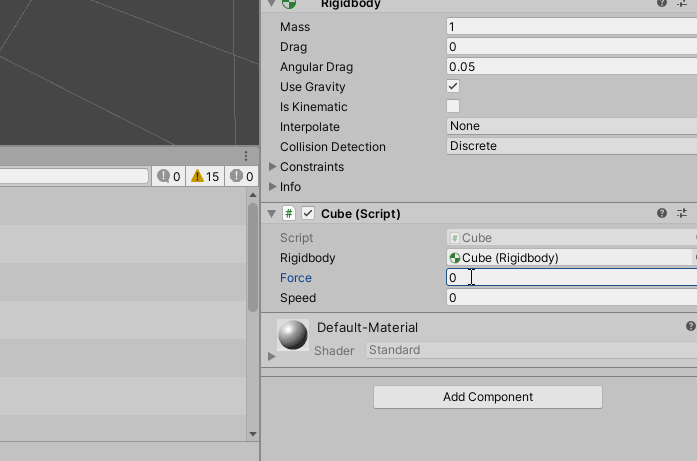 Rigidbody
Mass 1
Drag 0
Angular Drag 0.05
Use Gravity
Is Kinematic
Interpolate None
Collision Detection Discrete
Constraints
Info
0 15 0
# Cube (Script)
Script # Cube
Rigidbody Cube (Rigidbody)
Force 0
Speed 0
Default-Material
Shader Standard
Add Component